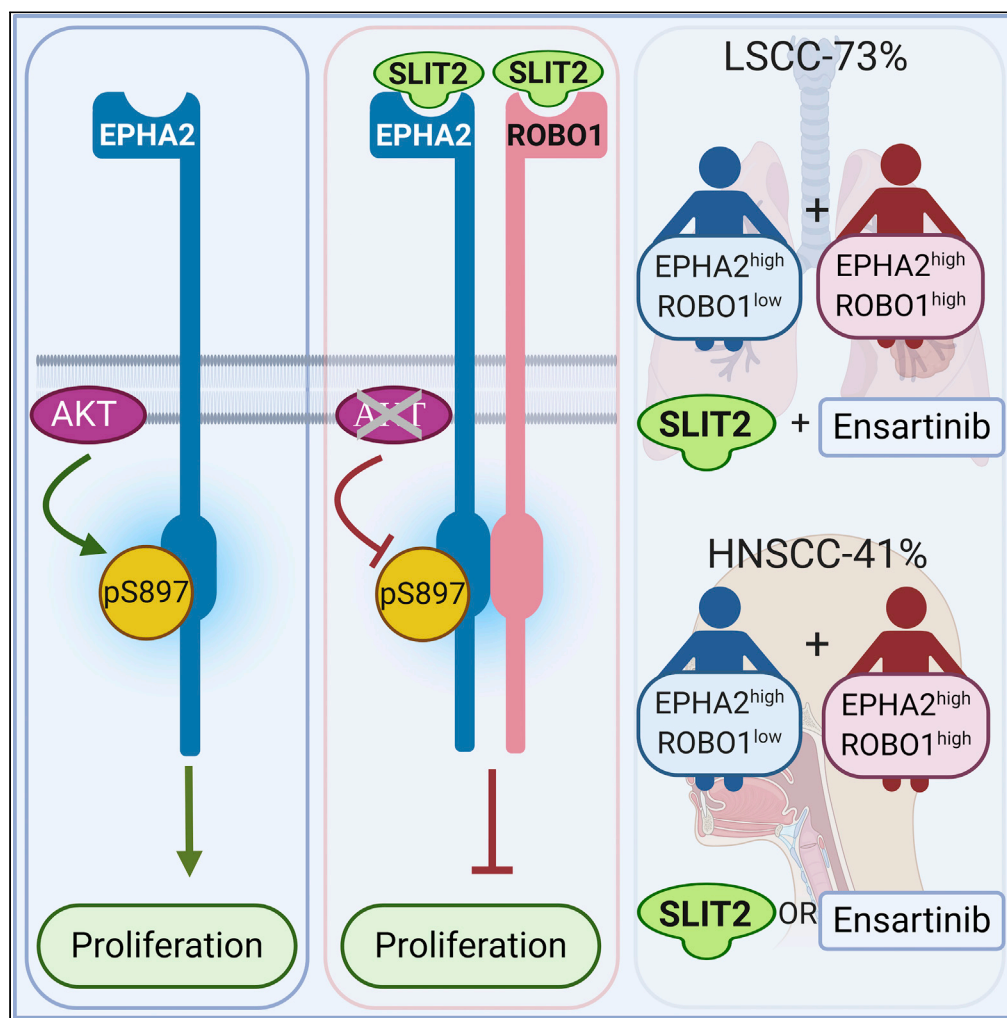 EPHA2
AKT
pS897
Proliferation
SLIT2
SLIT2
EPHA2
ROBO1
AKT
pS897
Proliferation
LSCC-73%
+
EPHA2high
ROBO1low
EPHA2high
ROBO1high
SLIT2 + Ensartinib
HNSCC-41%
+
EPHA2high
ROBO1low
EPHA2high
ROBO1high
SLIT2 OR Ensartinib